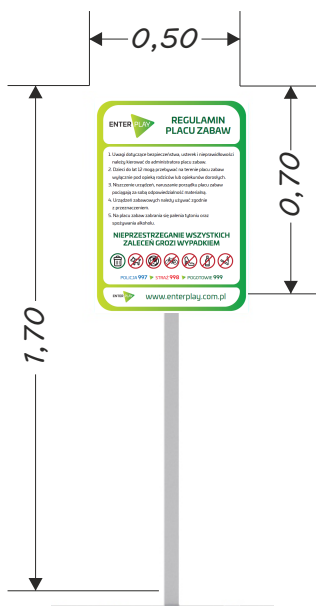 0,50
ENTER PLAY
REGULAMIN
PLACU ZABAW
1. Uwagi dotyczące bezpieczeństwa, usterek i nieprawidłowości
należy kierować do administratora placu zabaw.
2. Dzieci do lat 12 mogą przebywać na terenie placu zabaw
wyłącznie pod opieką rodziców lub opiekunów dorosłych.
3. Niszczenie urządzeń, naruszanie porządku placu zabaw
pociągają za sobą odpowiedzialność materialną.
4. Urządzeń zabawowych należy używać zgodnie
z przeznaczeniem.
5. Na placu zabaw zabrania się palenia tytoniu oraz
spożywania alkoholu.
NIEPRZESTRZEGANIE WSZYSTKICH
ZALECEŃ GROZI WYPADKIEM
POLICJA 997 STRAŻ 998 POGOTOWIE 999
ENTER PLAY www.enterplay.com.pl
0,70
1,70